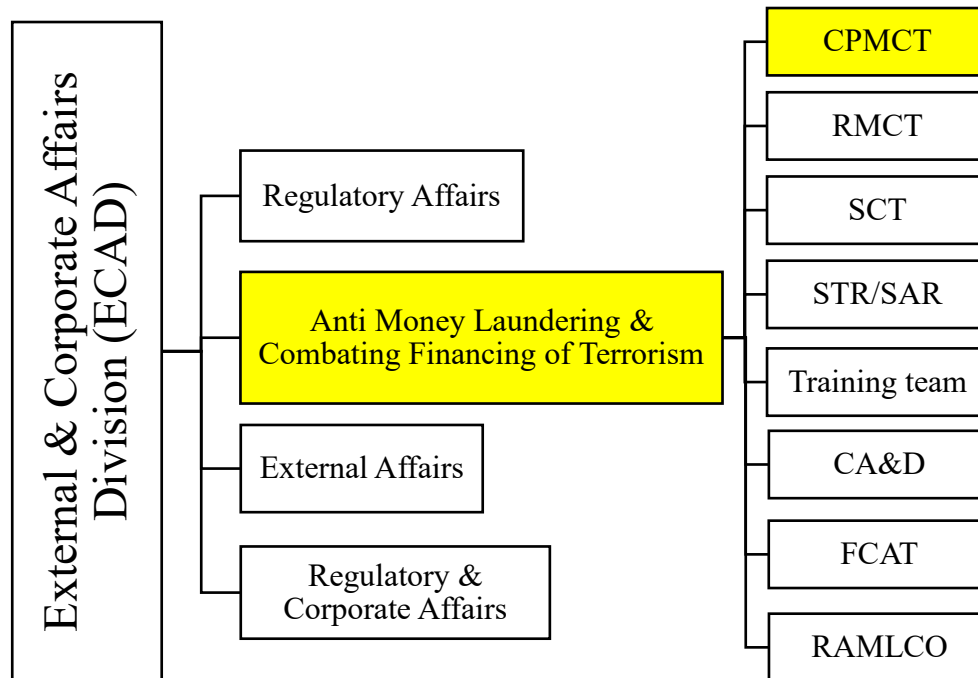 External & Corporate Affairs
Division (ECAD)
Regulatory Affairs
Anti Money Laundering &
Combating Financing of Terrorism
External Affairs
Regulatory &
Corporate Affairs
CPMCT
RMCT
SCT
STR/SAR
Training team
CA&D
FCAT
RAMLCO